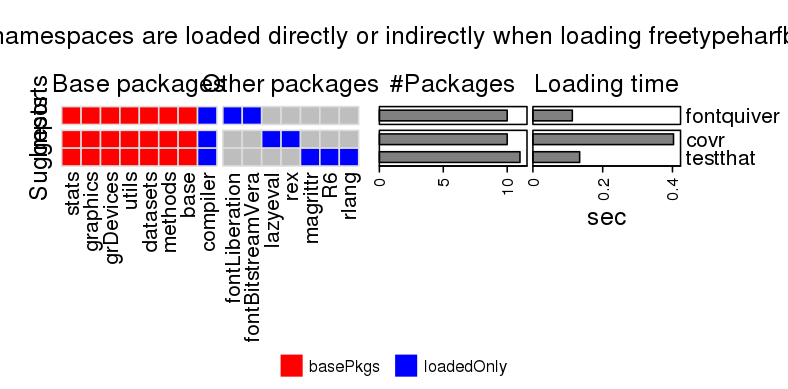 namespaces are loaded directly or indirectly when loading freetypeharfb
Base packages Other packages #Packages Loading time
fontquiver
covr
testthat
Suggests
stats
graphics
grDevices
utils
datasets
methods
base
compiler
fontLiberation
fontBitstreamVera
lazyeval
rex
magrittr
R6
rlang
0 5 10
0 0.2 0.4
sec
basePkgs loadedOnly